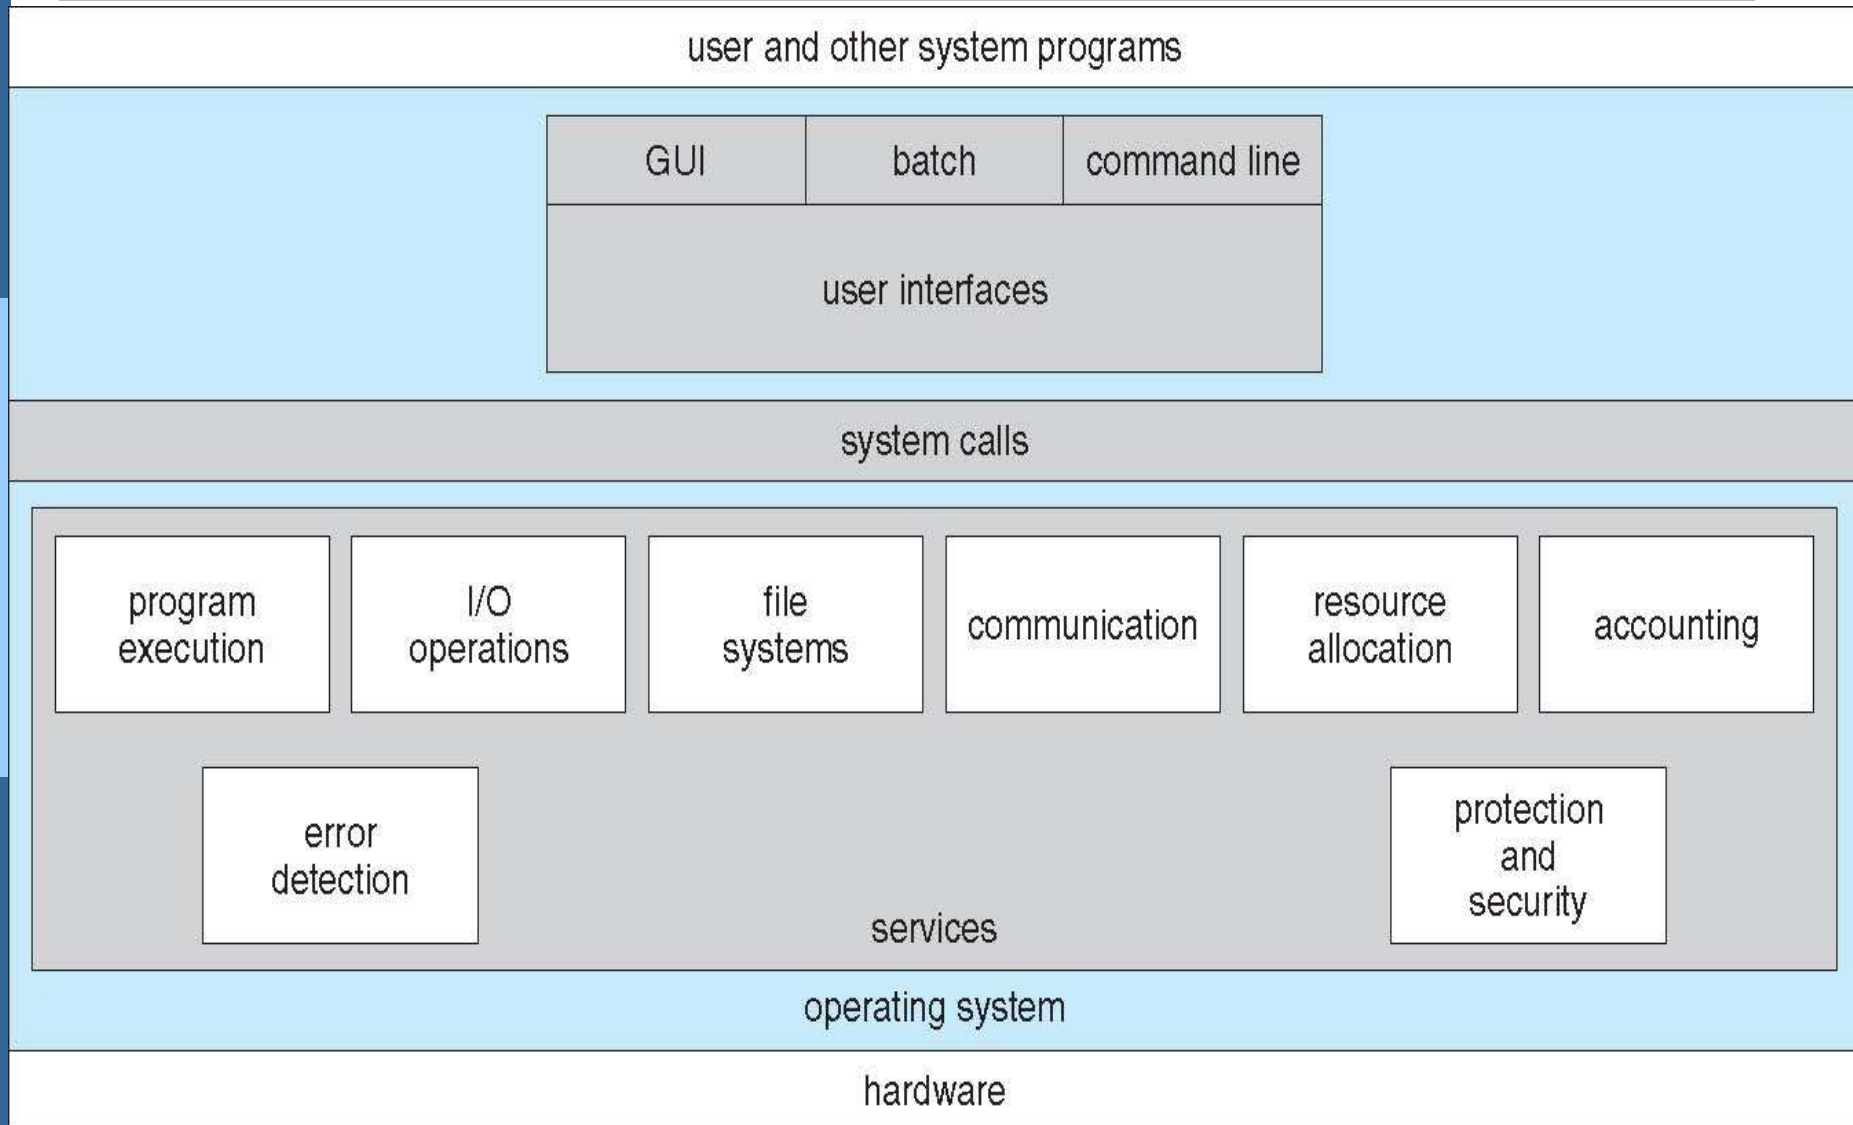 user and other system programs
GUI
batch
command line
user interfaces
system calls
program
execution
I/O
operations
file
systems
communication
resource
allocation
accounting
error
detection
protection
and
security
services
operating system
hardware